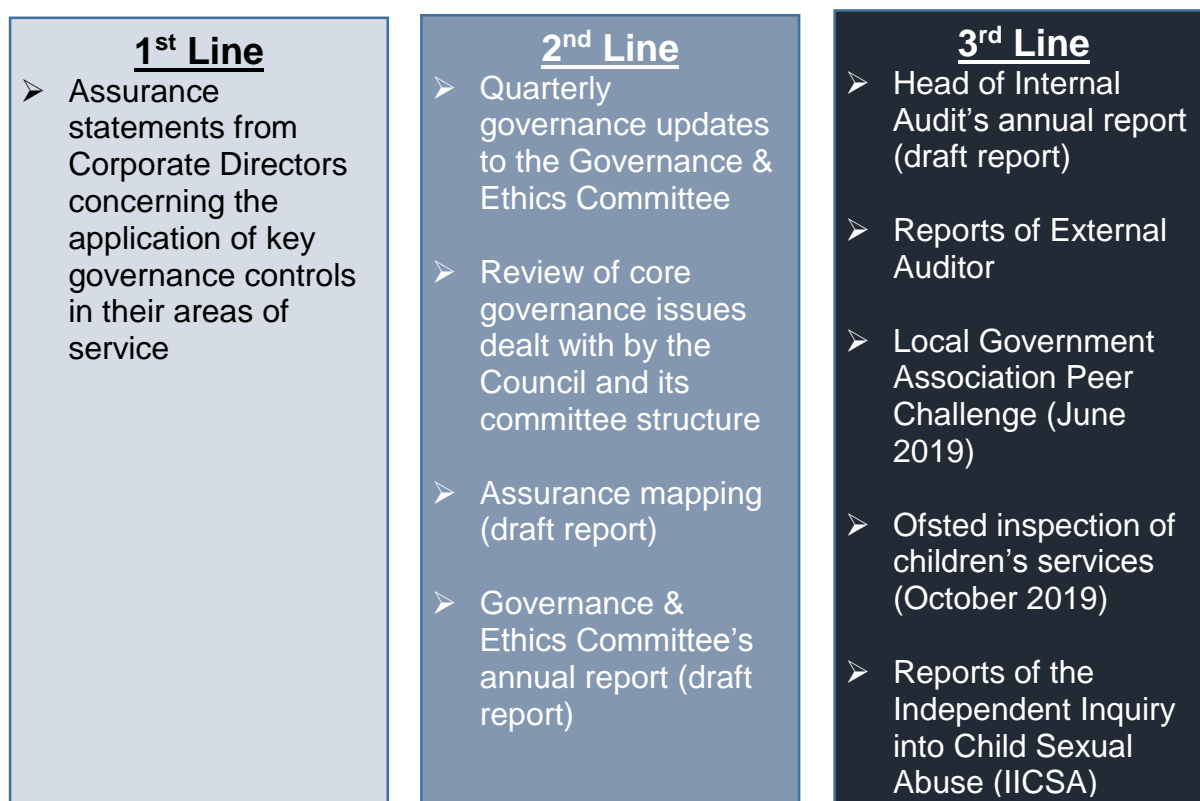 1st Line
➢ Assurance
statements from
Corporate Directors
concerning the
application of key
governance controls
in their areas of
service
2nd Line
➢ Quarterly
governance updates
to the Governance &
Ethics Committee
➢ Review of core
governance issues
dealt with by the
Council and its
committee structure
➢ Assurance mapping
(draft report)
➢ Governance &
Ethics Committee’s
annual report (draft
report)
3rd Line
➢ Head of Internal
Audit’s annual report
(draft report)
➢ Reports of External
Auditor
➢ Local Government
Association Peer
Challenge (June
2019)
➢ Ofsted inspection of
children’s services
(October 2019)
➢ Reports of the
Independent Inquiry
into Child Sexual
Abuse (IICSA)